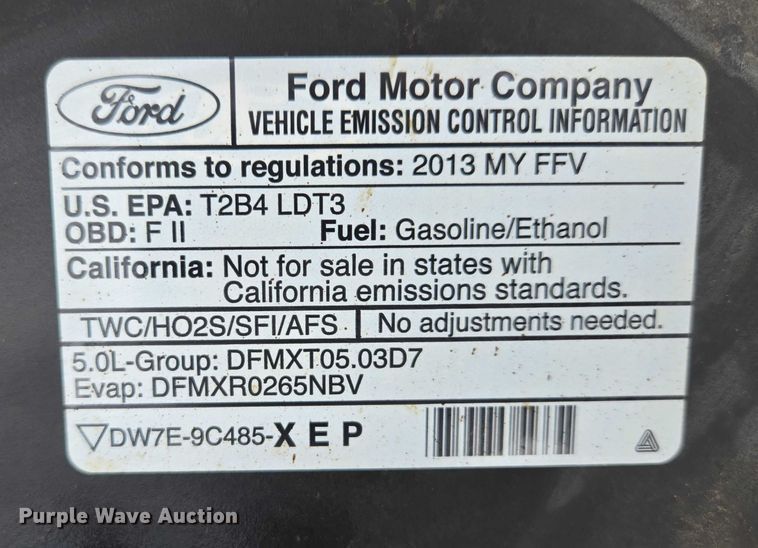 Ford
Ford Motor Company
VEHICLE EMISSION CONTROL INFORMATION
Conforms to regulations: 2013 MY FFV
U.S. EPA: T2B4 LDT3
OBD: F II Fuel: Gasoline/Ethanol
California: Not for sale in states with
California emissions standards.
TWC/HO2S/SFI/AFS No adjustments needed.
5.0L-Group: DFMXT05.03D7
Evap: DFMXR0265NBV
DW7E-9C485-X E P
Purple Wave Auction